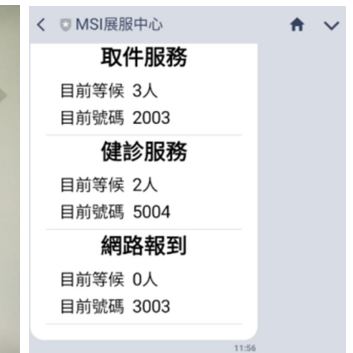 MSI展服中心
取件服務
目前等候 3人
目前號碼 2003
健診服務
目前等候 2人
目前號碼 5004
網路報到
目前等候 0人
目前號碼 3003
11:56